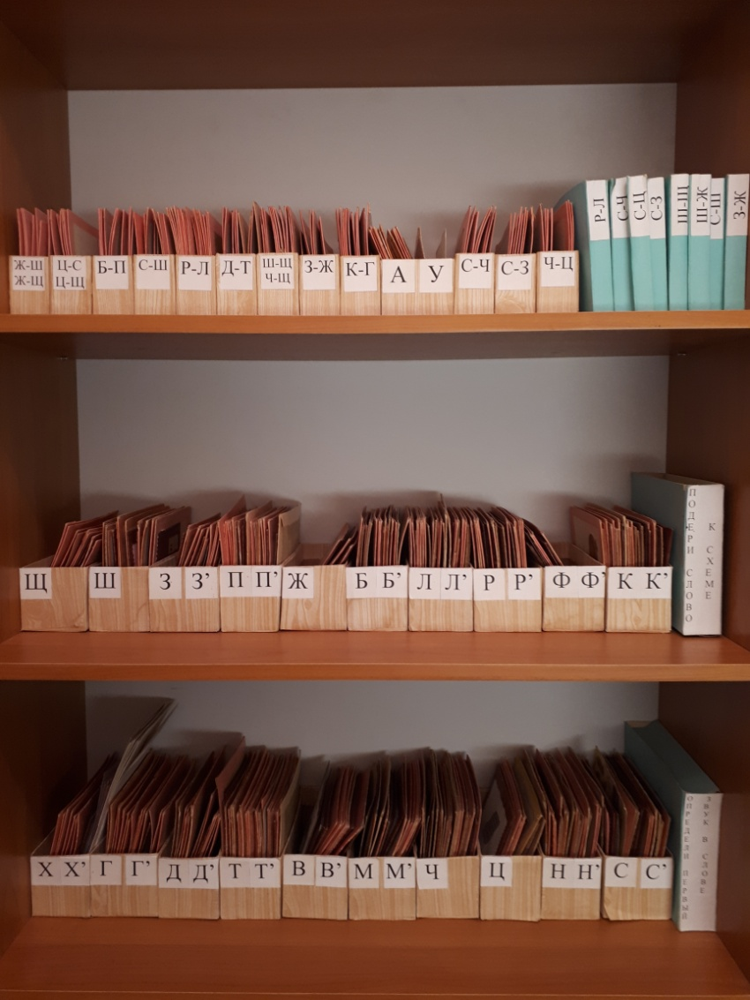 Ж-Ш
Ж-Щ
Ц-С
Ц-Щ
Б-П
С-Ш
Р-Л
Д-Т
Ш-Щ
Ч-Щ
З-Ж
К-Г
А
У
С-Ч
С-З
Ч-Ц
Р-Л
С-Ч
С-Ц
С-З
Ш-Щ
Ш-Ж
С-Ш
З-Ж
Щ
Ш
З З'
П П'
Ж
Б Б'
Л Л'
Р Р'
Ф Ф'
К К'
ПОДБЕРИ СЛОВО
К СХЕМЕ
Х Х'
Г Г'
Д Д'
Т Т'
В В'
М М'
Ч
Ц
Н Н'
С С'
ОПРЕДЕЛИ ПЕРВЫЙ
ЗВУК В СЛОВЕ